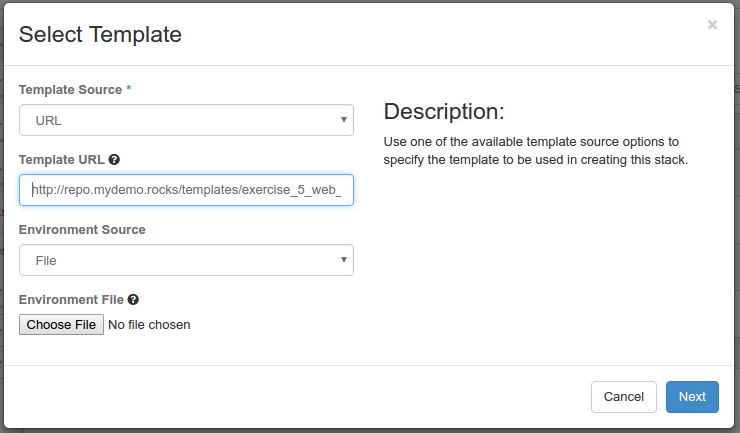 Select Template
×
Template Source *
URL
Template URL
http://repo.mydemo.rocks/templates/exercise_5_web_
Environment Source
File
Environment File
Choose File No file chosen
Description:
Use one of the available template source options to
specify the template to be used in creating this stack.
Cancel
Next